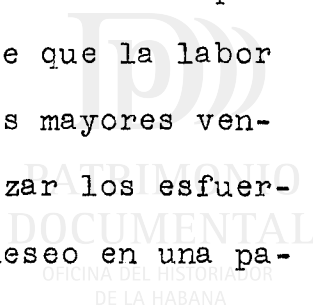 e que la labor
s mayores ven-
PATRIMONIO
zar los esfuer-
DOCUMENTAL
eseo en una pa-
OFICINA DEL HISTORIADOR
DE LA HABANA